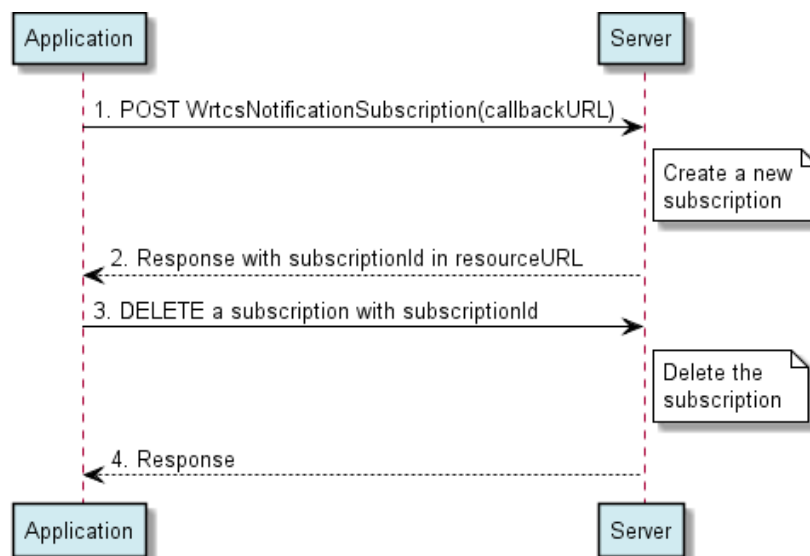 Application
Server
1. POST WrtcsNotificationSubscription(callbackURL)
Create a new
subscription
2. Response with subscriptionId in resourceURL
3. DELETE a subscription with subscriptionId
Delete the
subscription
4. Response
Application
Server